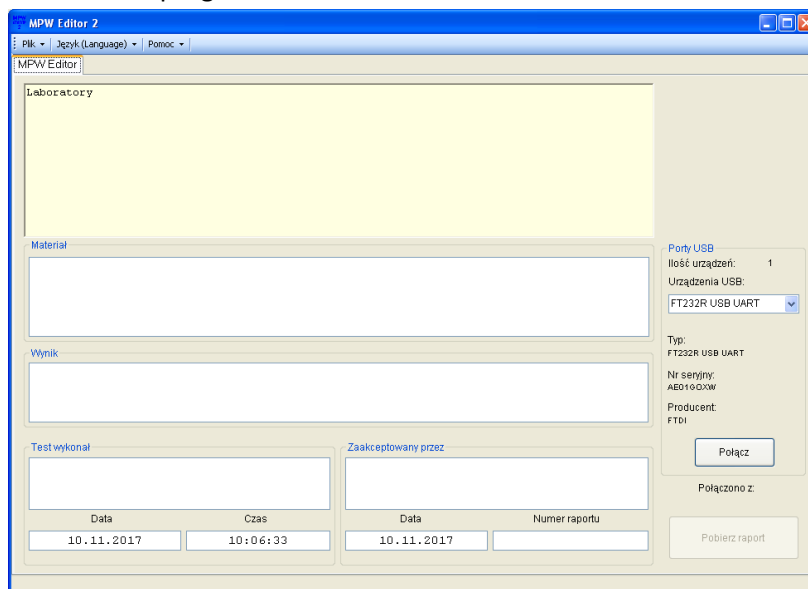 MPW Editor 2
Plik Język (Language) Pomoc
MPW Editor
Laboratory
Materiał
Wynik
Test wykonał
Data Czas
10.11.2017 10:06:33
Zaakceptowany przez
Data Numer raportu
10.11.2017
Porty USB
Ilość urządzeń: 1
Urządzenia USB:
FT232R USB UART
Typ:
FT232R USB UART
Nr seryjny:
AE01GOXW
Producent:
FTDI
Połącz
Połączono z:
Pobierz raport